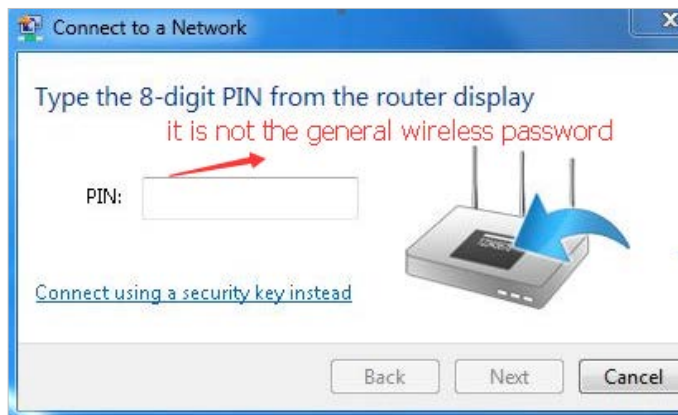 Connect to a Network
X
Type the 8-digit PIN from the router display
it is not the general wireless password
PIN:
12345670
Connect using a security key instead
Back
Next
Cancel